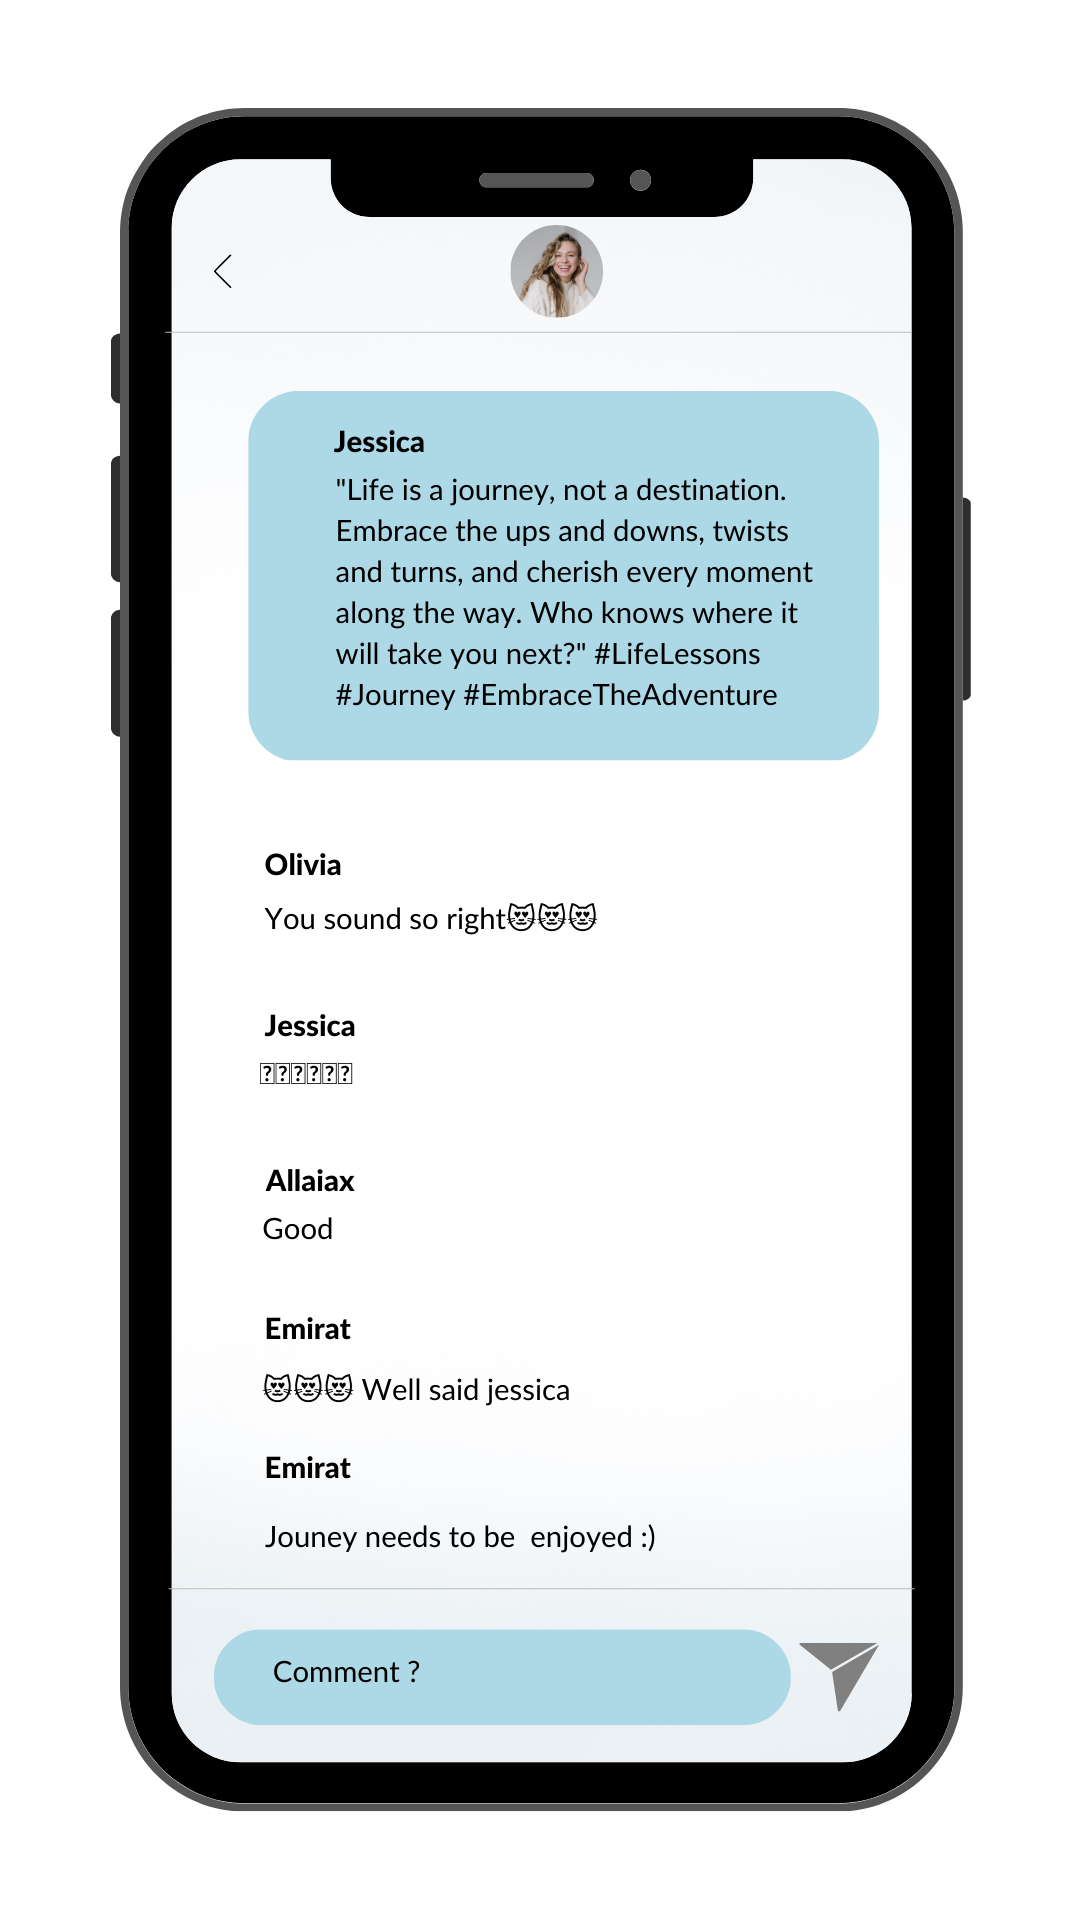 Jessica
"Life is a journey, not a destination.
Embrace the ups and downs, twists
and turns, and cherish every moment
along the way. Who knows where it
will take you next?" #LifeLessons
#Journey #EmbraceTheAdventure
Olivia
You sound so right😻😻😻
Jessica
Allaiax
Good
Emirat
😻😻😻 Well said jessica
Emirat
Jouney needs to be  enjoyed :)
Comment ?